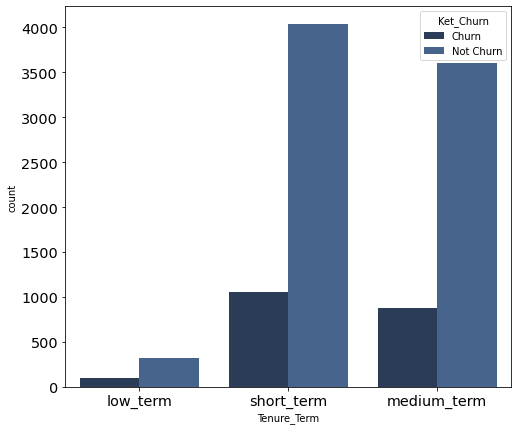 Ket_Churn
Churn
Not Churn
4000
3500
3000
2500
2000
1500
1000
500
0
count
low_term
short_term
medium_term
Tenure_Term